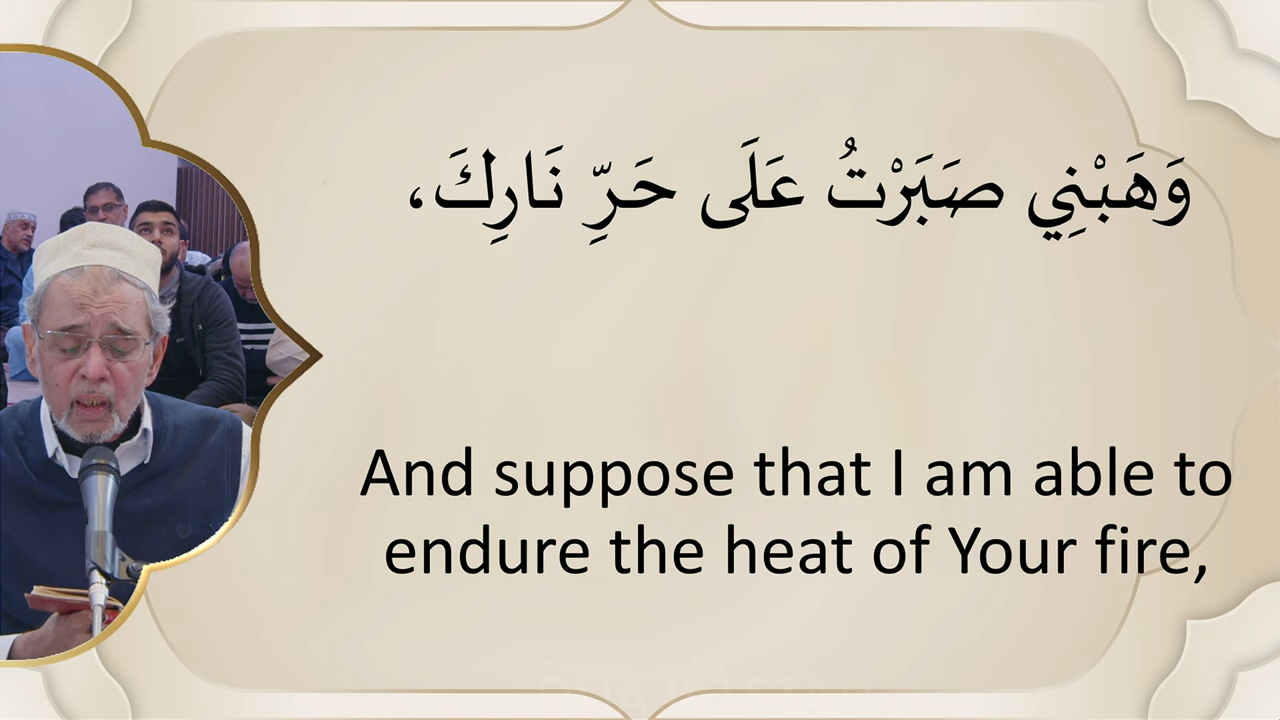 وَهَبْنِي صَبَرْتُ عَلَى حَرِّ نَارِكَ،
And suppose that I am able to
endure the heat of Your fire,